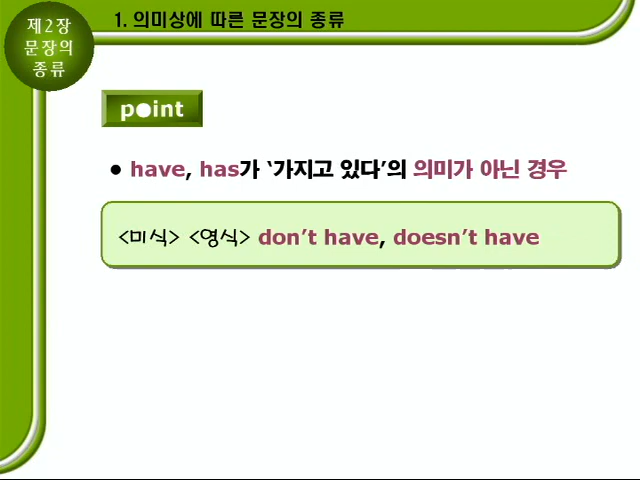 제2장
문장의
종류
1. 의미상에 따른 문장의 종류
point
• have, has가 ‘가지고 있다’의 의미가 아닌 경우
<미식> <영식> don’t have, doesn’t have